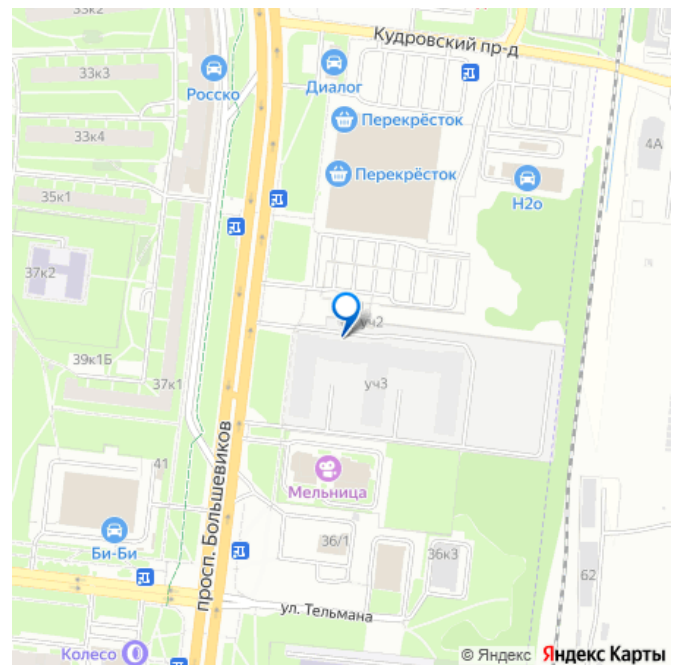 33к2
Кудровский пр-д
33к3
Росско
Диалог
Перекрёсток
33к4
4А
Перекрёсток
35к1
Н2о
37к2
уч2
39к1Б
37к1
уч3
просп. Большевиков
41
Мельница
Би-Би
36/1
36к3
62
ул. Тельмана
Колесо
© Яндекс Яндекс Карты